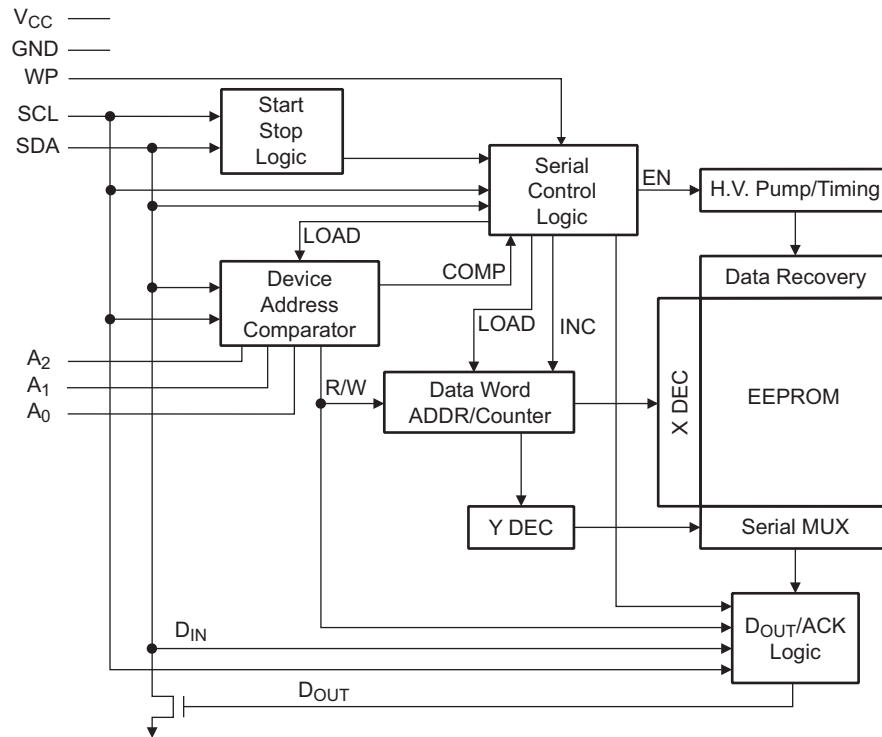 VCC
GND
WP
SCL
SDA
Start
Stop
Logic
Serial
Control
Logic
EN
H.V. Pump/Timing
LOAD
COMP
Device
Address
Comparator
LOAD
INC
Data Recovery
A2
A1
A0
R/W
Data Word
ADDR/Counter
X DEC
EEPROM
Y DEC
Serial MUX
DIN
DOUT/ACK
Logic
DOUT